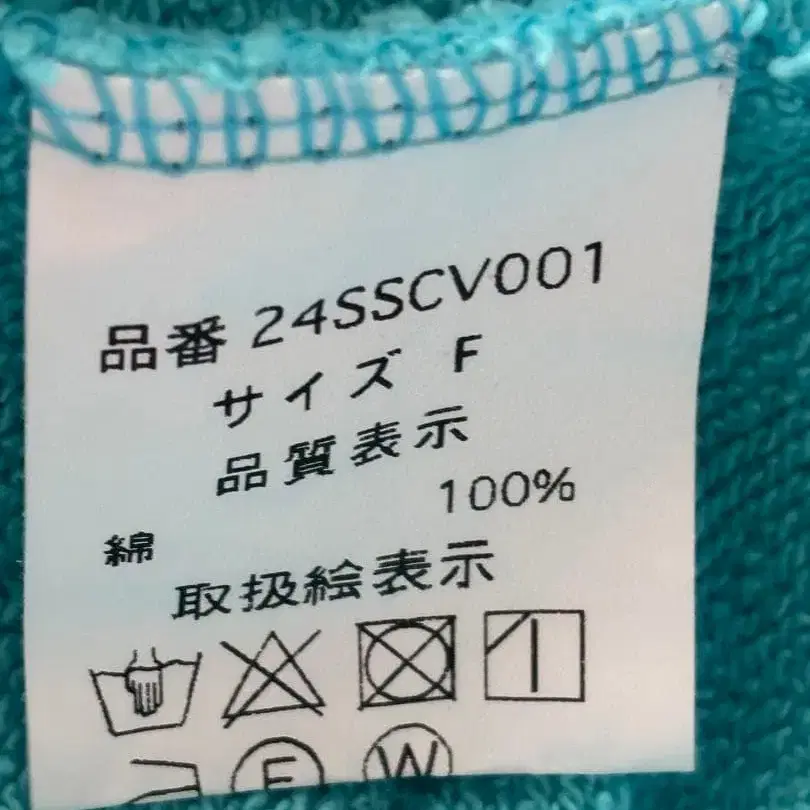 品番 24SSCV001
サイズ F
品質表示
綿 100%
取扱絵表示
F W